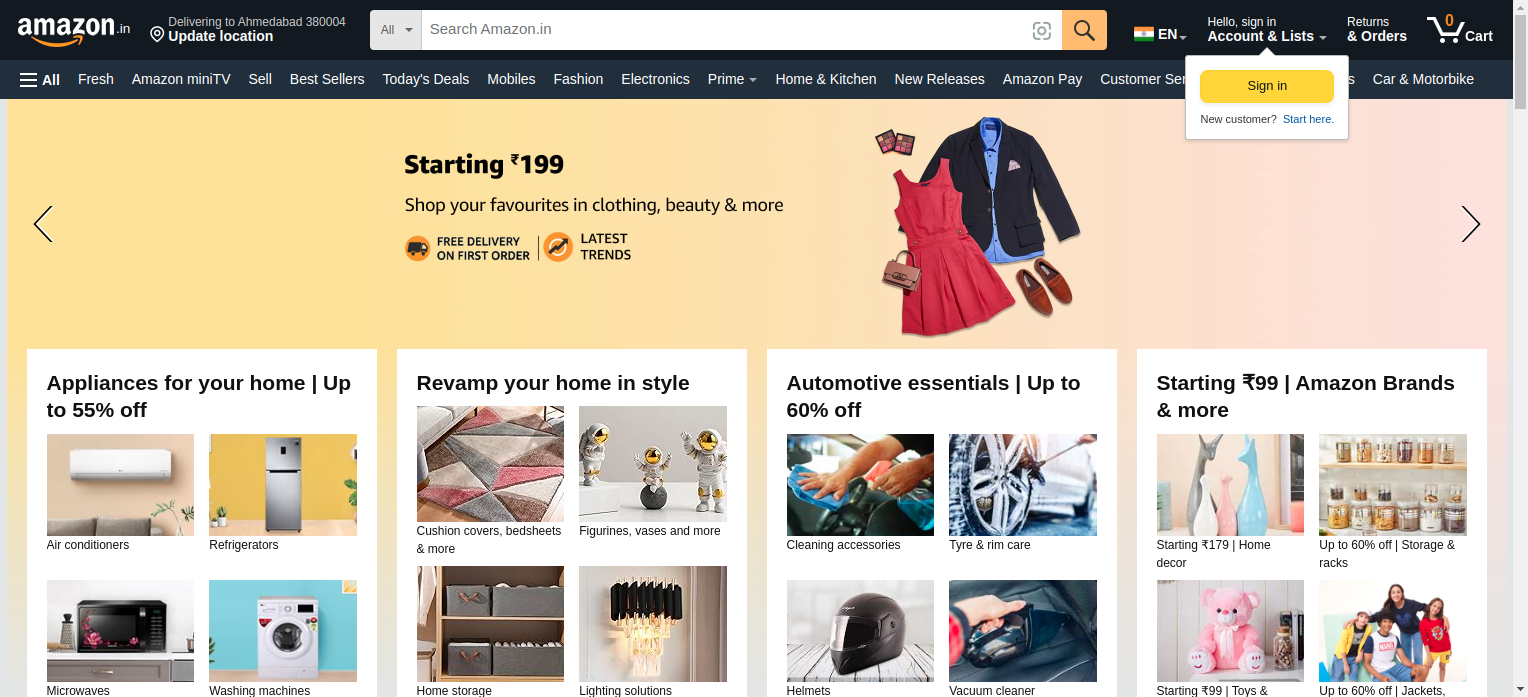 amazon.in
Delivering to Ahmedabad 380004
Update location
All
Search Amazon.in
EN
Hello, sign in
Account & Lists
Returns
& Orders
0
Cart
All
Fresh
Amazon miniTV
Sell
Best Sellers
Today's Deals
Mobiles
Fashion
Electronics
Prime
Home & Kitchen
New Releases
Amazon Pay
Customer Ser
s
Car & Motorbike
Sign in
New customer? Start here.
Starting ₹199
Shop your favourites in clothing, beauty & more
FREE DELIVERY
ON FIRST ORDER
LATEST
TRENDS
Appliances for your home | Up
to 55% off
Air conditioners
Refrigerators
Microwaves
Washing machines
Revamp your home in style
Cushion covers, bedsheets
& more
Figurines, vases and more
Home storage
Lighting solutions
Automotive essentials | Up to
60% off
Cleaning accessories
Tyre & rim care
Helmets
Vacuum cleaner
Starting ₹99 | Amazon Brands
& more
Starting ₹179 | Home
decor
Up to 60% off | Storage &
racks
Starting ₹99 | Toys &
Up to 60% off | Jackets,